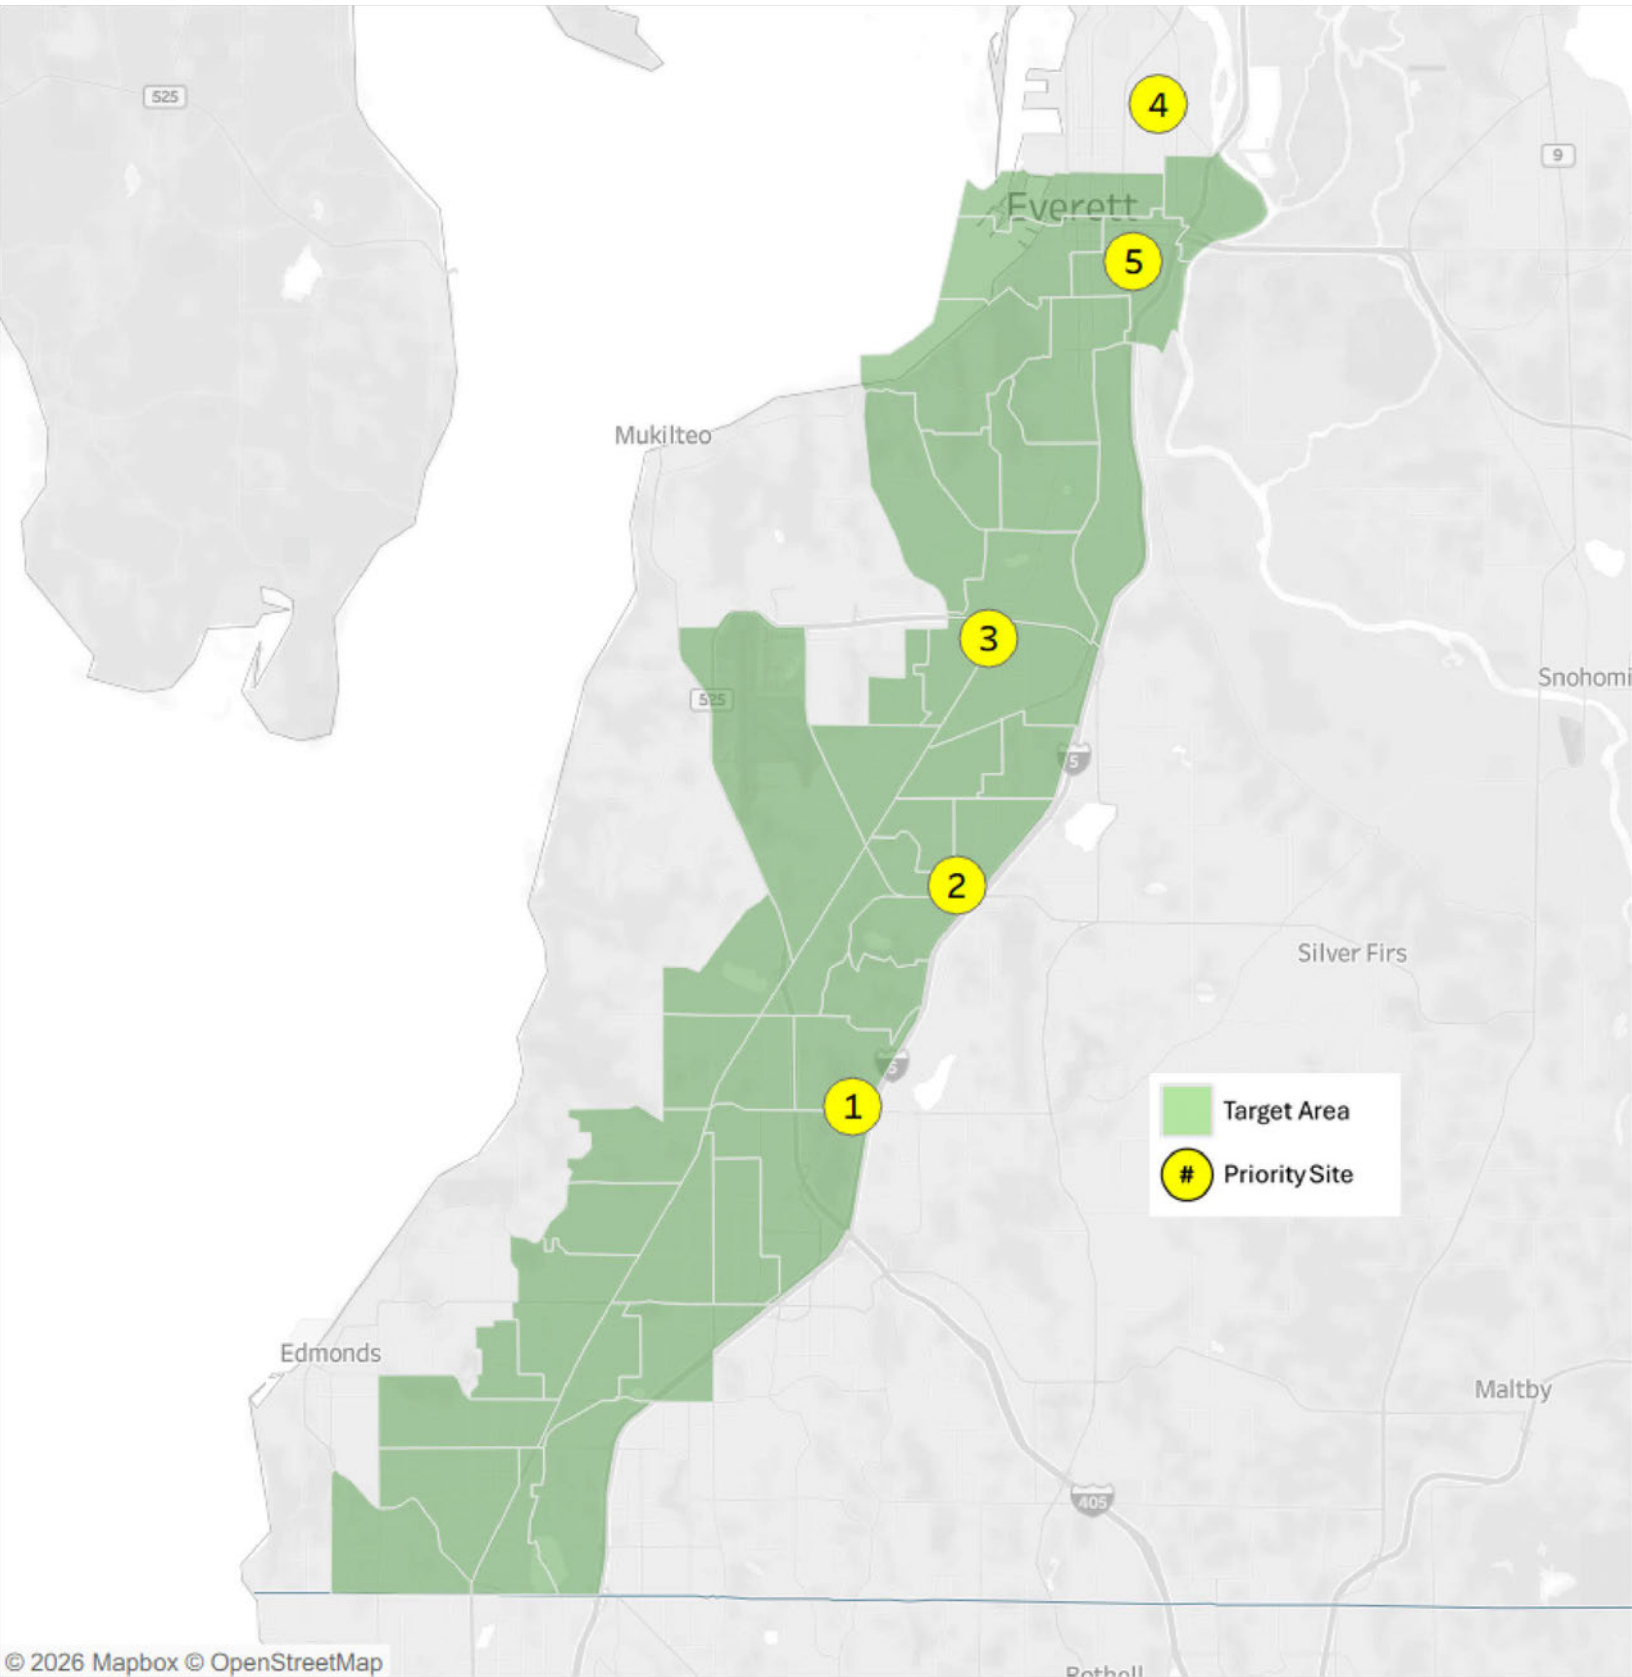 525
4
9
Everett
5
Mukilteo
3
Snohomi
525
5
2
Silver Firs
5
1
Target Area
# Priority Site
Edmonds
Maltby
405
© 2026 Mapbox © OpenStreetMap
Bothell